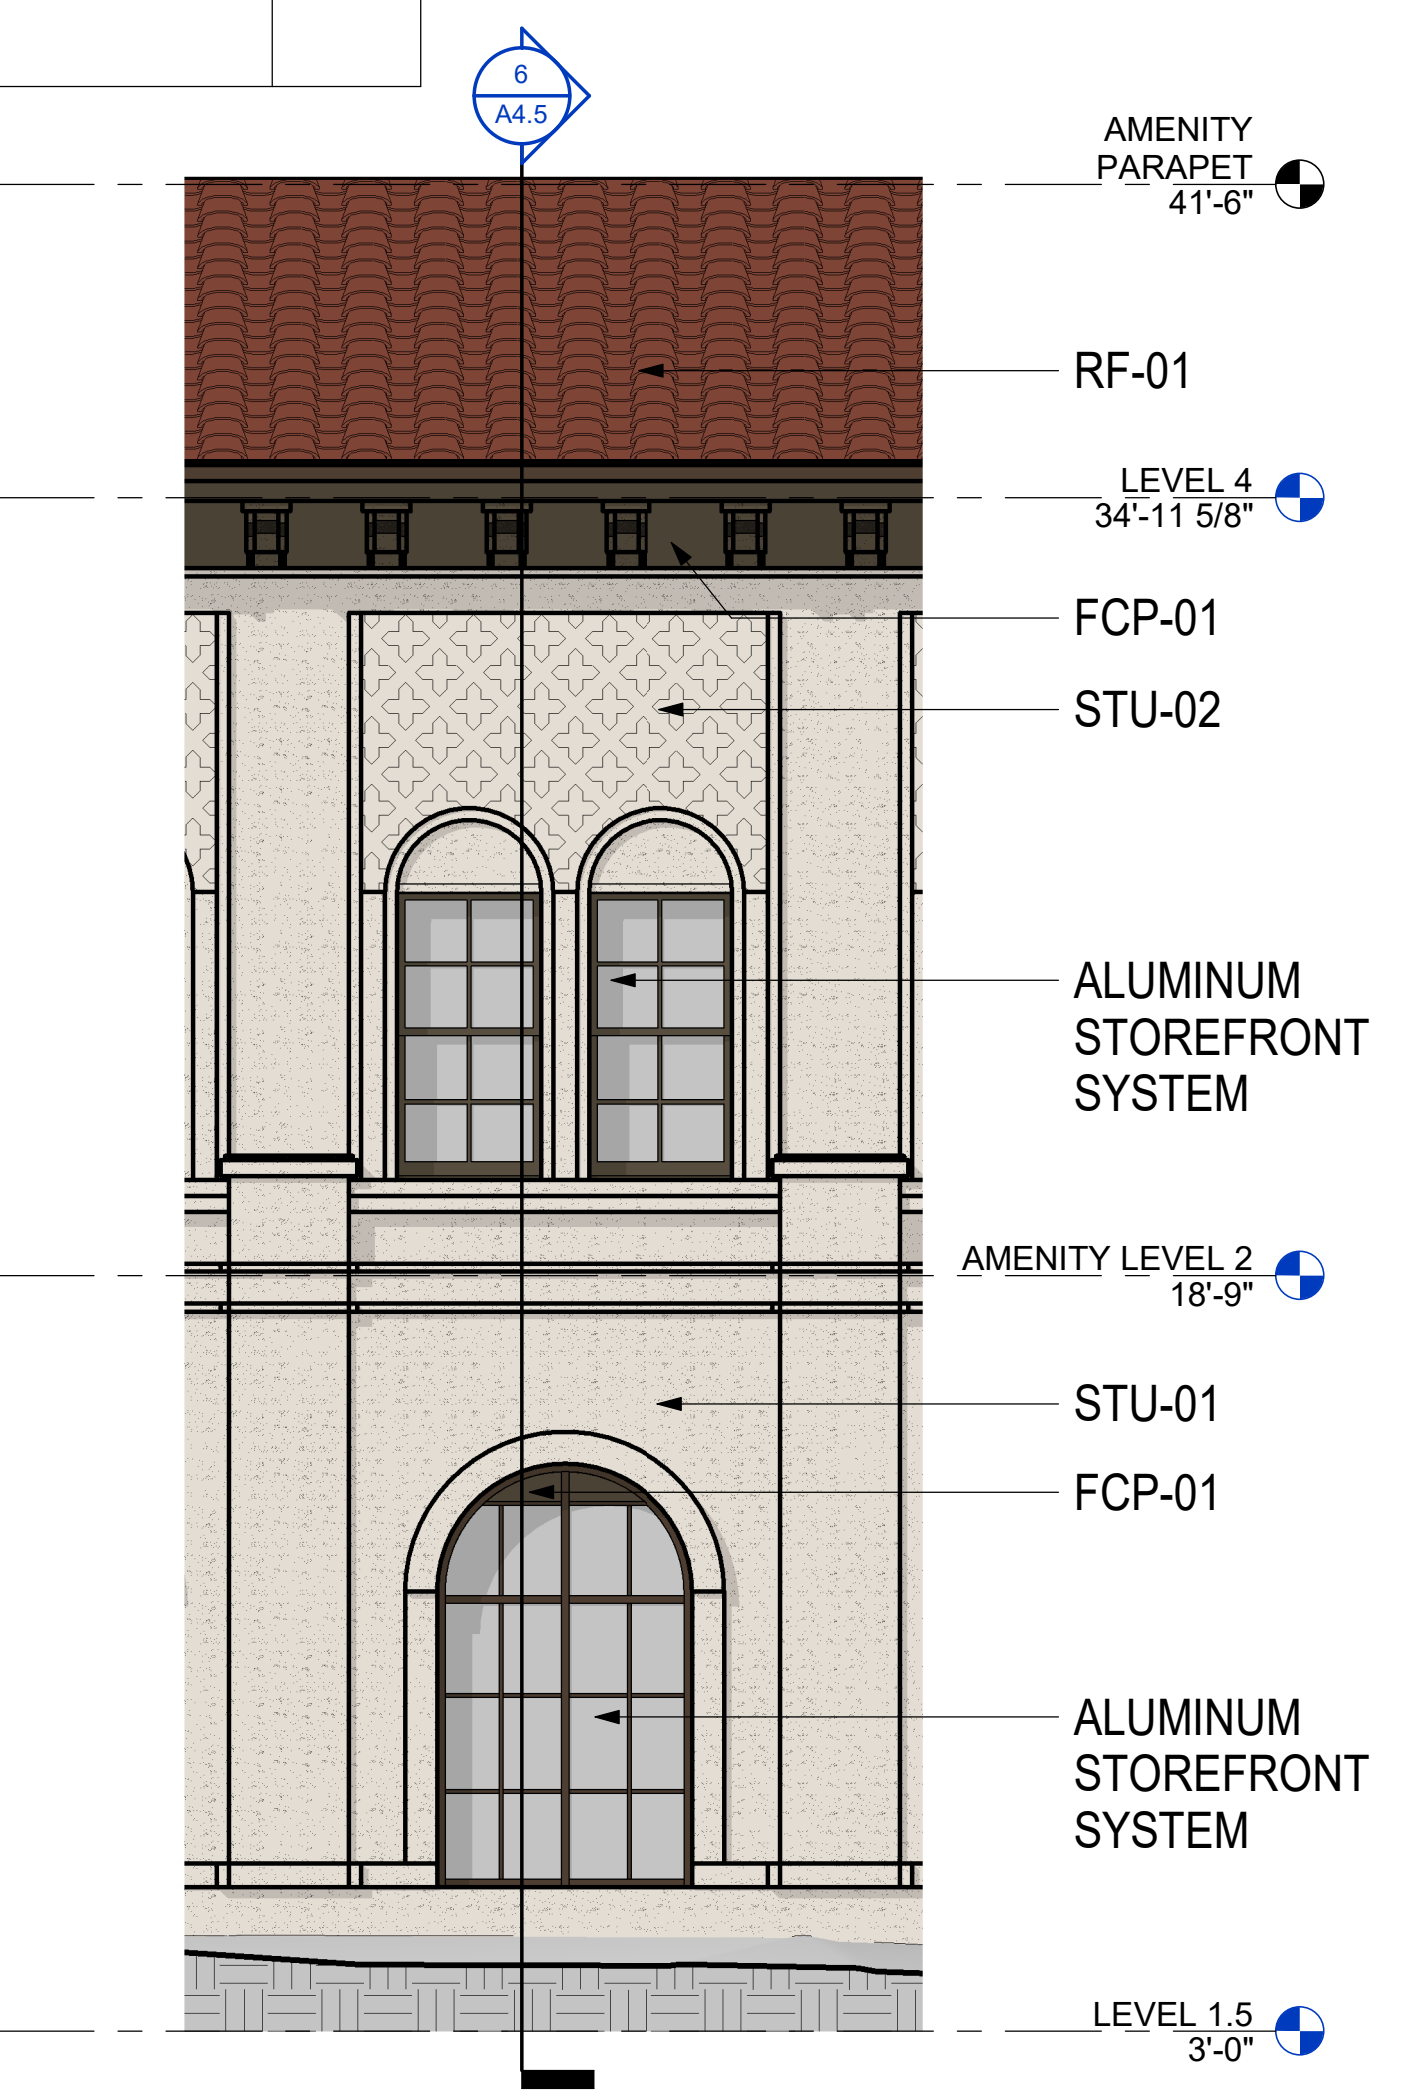 6
A4.5
AMENITY
PARAPET
41'-6"
RF-01
LEVEL 4
34'-11 5/8"
FCP-01
STU-02
ALUMINUM
STOREFRONT
SYSTEM
AMENITY LEVEL 2
18'-9"
STU-01
FCP-01
ALUMINUM
STOREFRONT
SYSTEM
LEVEL 1.5
3'-0"